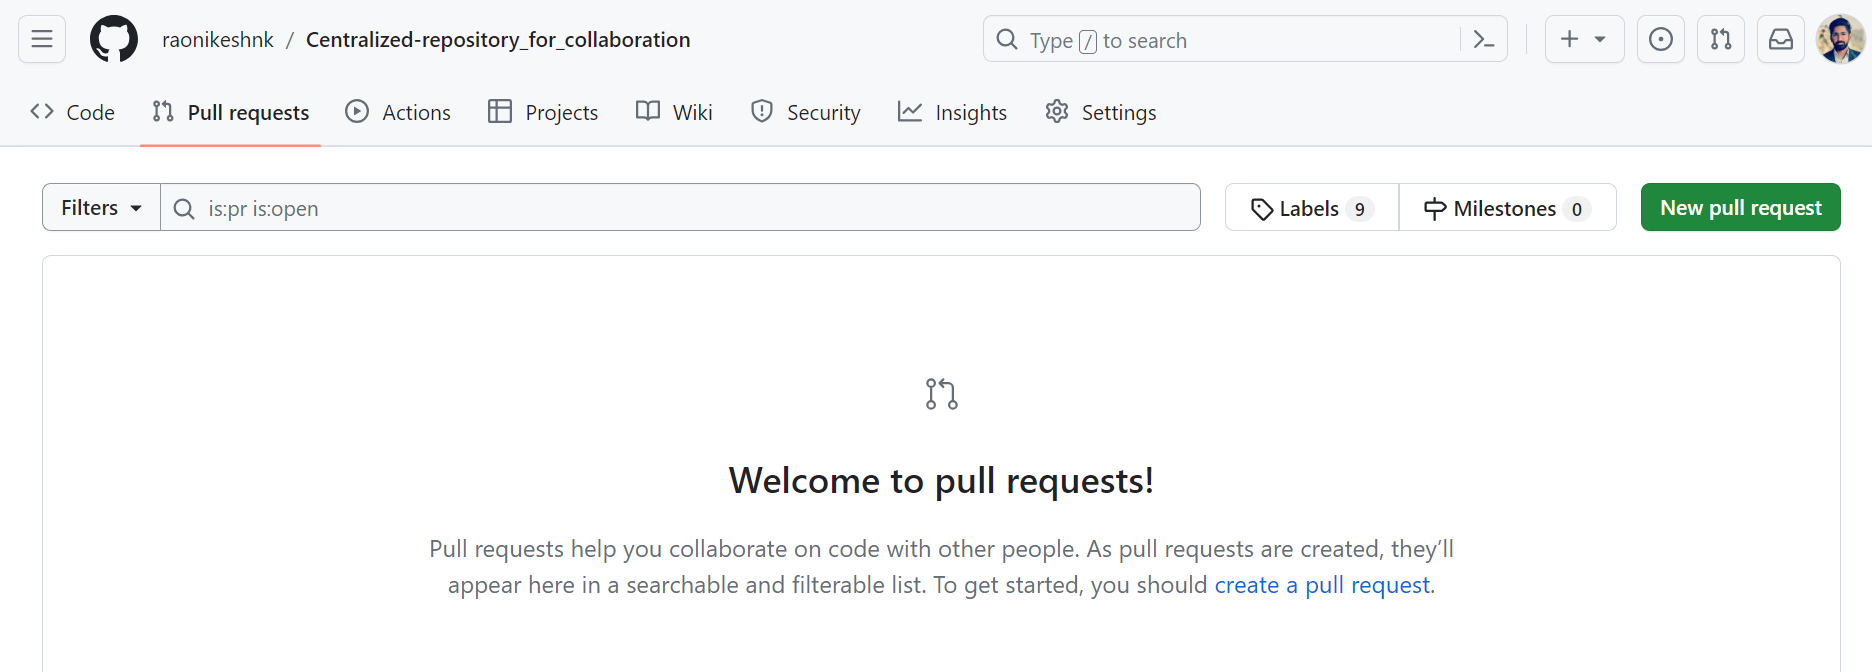 raonikeshnk / Centralized-repository_for_collaboration
Type / to search
Code Pull requests Actions Projects Wiki Security Insights Settings
Filters is:pr is:open Labels 9 Milestones 0 New pull request
Welcome to pull requests!
Pull requests help you collaborate on code with other people. As pull requests are created, they’ll
appear here in a searchable and filterable list. To get started, you should create a pull request.